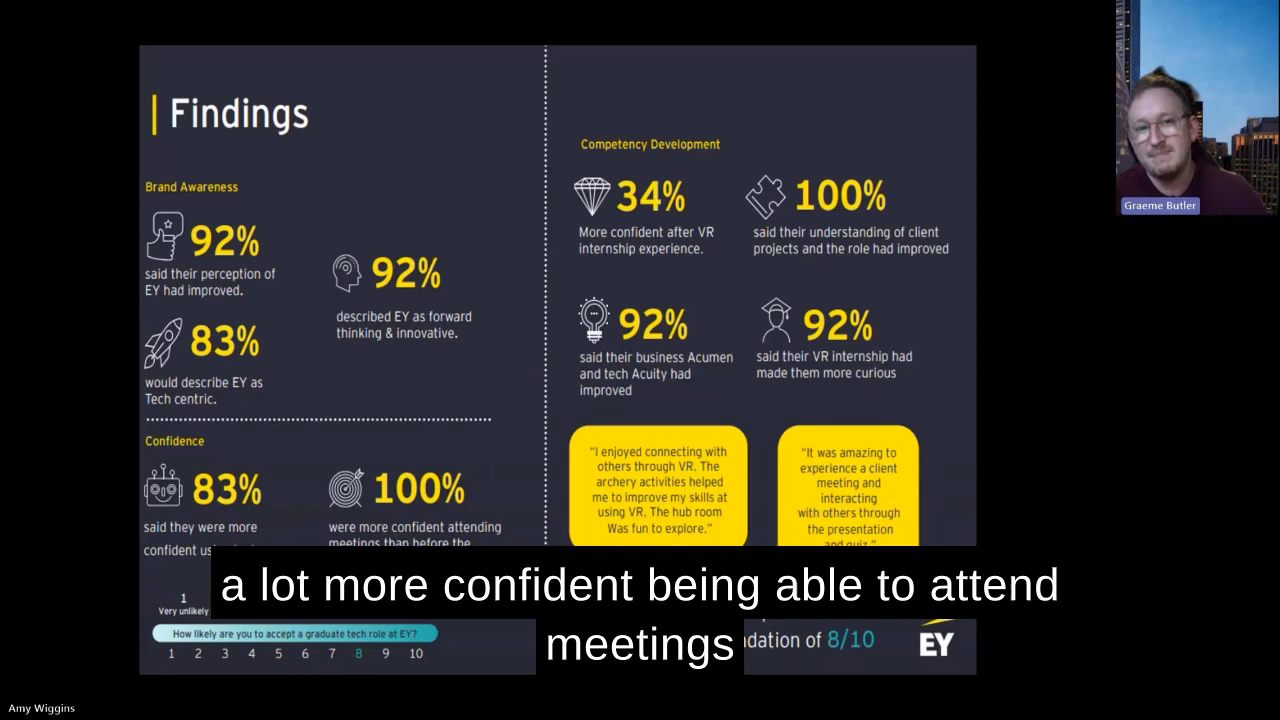 Findings
Brand Awareness
92%
said their perception of
EY had improved.
92%
described EY as forward
thinking & innovative.
83%
would describe EY as
Tech centric.
Confidence
83%
said they were more
confident
100%
were more confident attending
meetings than before the
1
Very unlikely
How likely are you to accept a graduate tech role at EY?
1 2 3 4 5 6 7 8 9 10
Competency Development
34%
More confident after VR
internship experience.
100%
said their understanding of client
projects and the role had improved
92%
said their business Acumen
and tech Acuity had
improved
92%
said their VR internship had
made them more curious
"I enjoyed connecting with
others through VR. The
archery activities helped
me to improve my skills at
using VR. The hub room
Was fun to explore."
"It was amazing to
experience a client
meeting and
interacting
with others through
the presentation
and quiz."
of 8/10
EY
a lot more confident being able to attend
meetings
Graeme Butler
Amy Wiggins